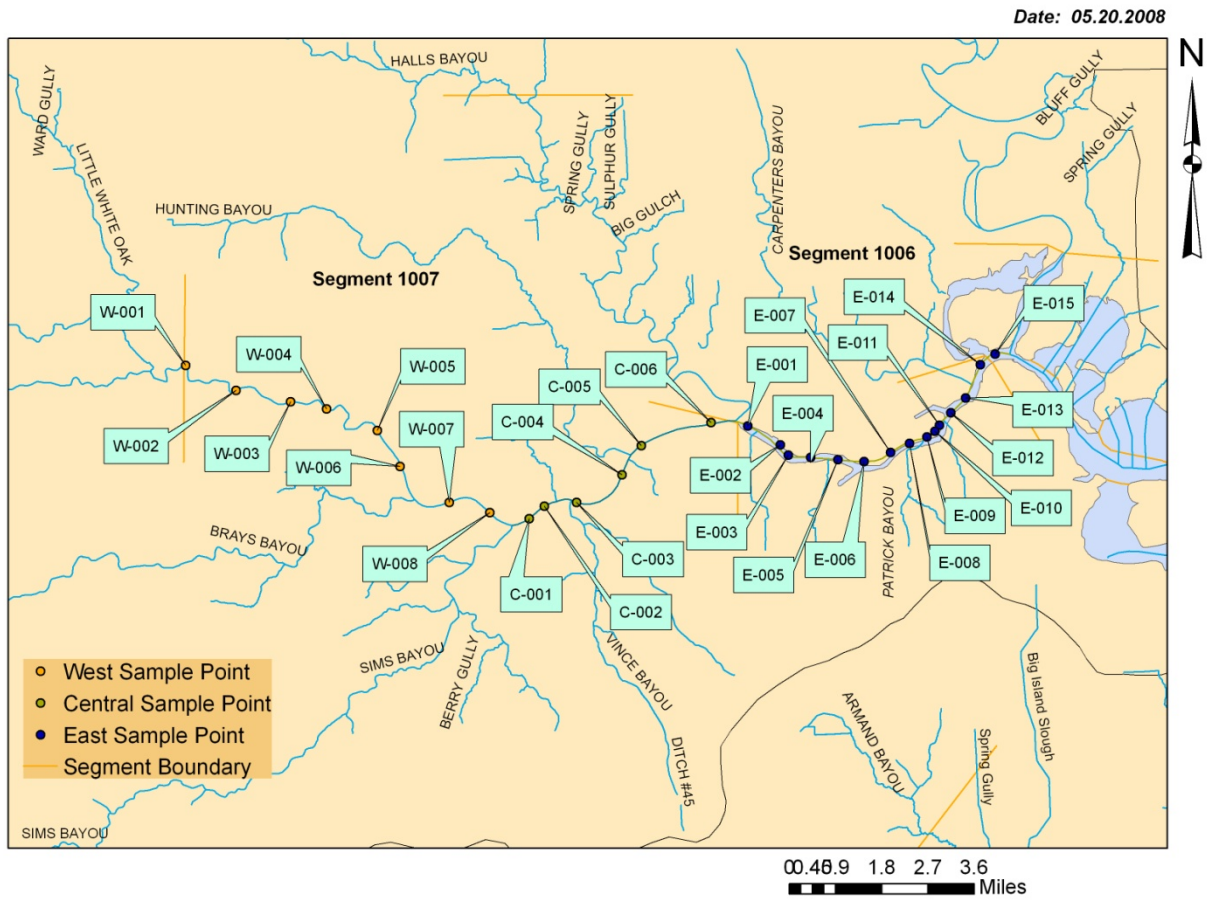 Date: 05.20.2008
N
HALLS BAYOU
WARD GULLY
BLUFF GULLY
SPRING GULLY
LITTLE WHITE OAK
SPRING GULLY
SULPHUR GULLY
CARPENTERS BAYOU
HUNTING BAYOU
BIG GULCH
Segment 1007
Segment 1006
W-001
W-004
W-005
E-014
E-015
E-007
E-011
C-006
E-001
C-005
E-004
E-013
C-004
W-002
W-003
W-007
E-002
E-012
W-006
E-010
E-003
E-009
BRAYS BAYOU
E-006
E-005
E-008
PATRICK BAYOU
W-008
C-003
C-001
C-002
SIMS BAYOU
BERRY GULLY
VINCE BAYOU
DITCH #45
ARMAND BAYOU
Big Island Slough
Spring Gully
West Sample Point
Central Sample Point
East Sample Point
Segment Boundary
SIMS BAYOU
0 0.45 0.9 1.8 2.7 3.6
Miles